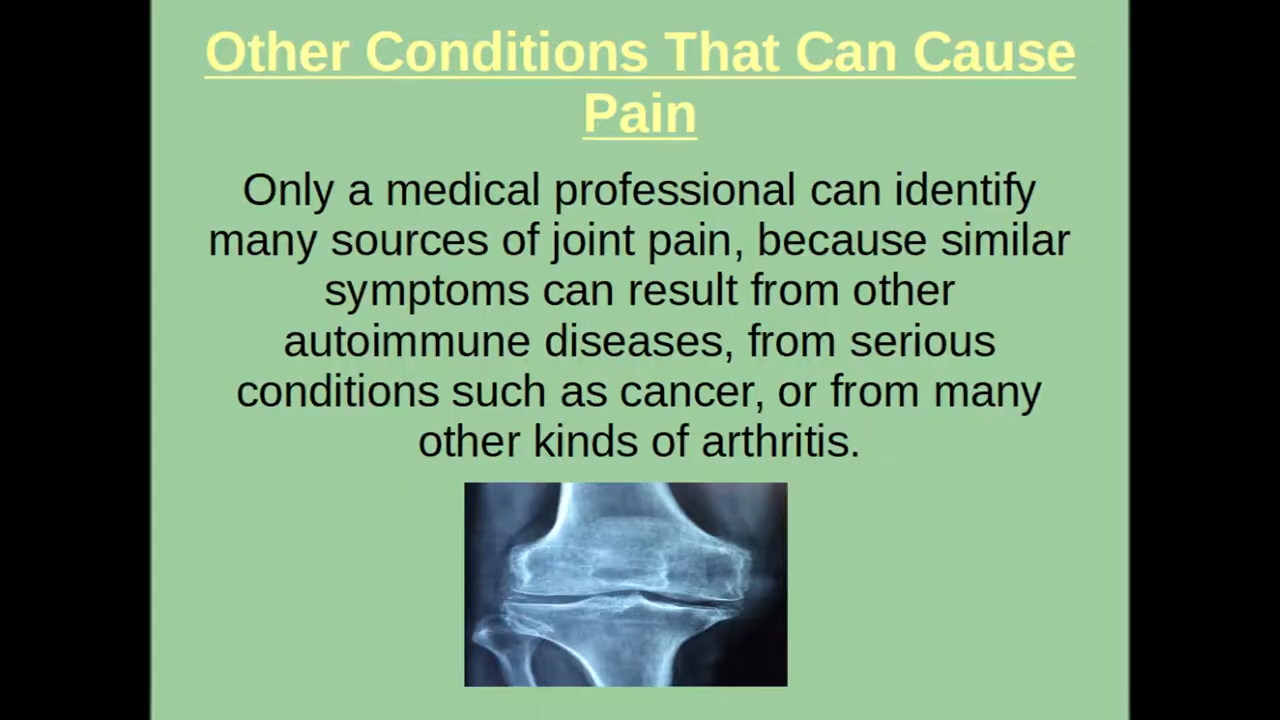 Other Conditions That Can Cause
Pain
Only a medical professional can identify
many sources of joint pain, because similar
symptoms can result from other
autoimmune diseases, from serious
conditions such as cancer, or from many
other kinds of arthritis.